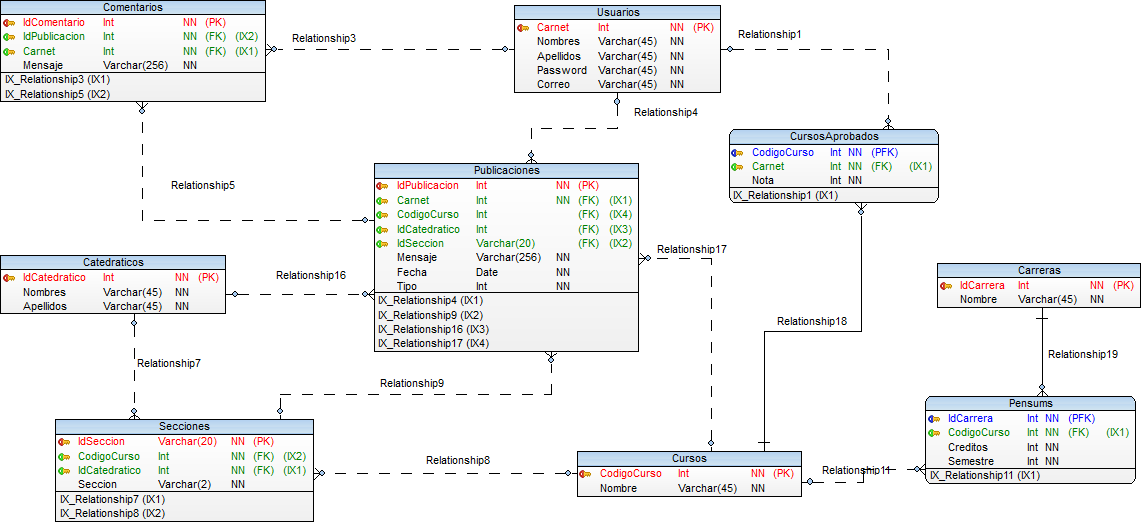 Comentarios
IdComentario Int NN (PK)
IdPublicacion Int NN (FK) (IX2)
Carnet Int NN (FK) (IX1)
Mensaje Varchar(256) NN
IX_Relationship3 (IX1)
IX_Relationship5 (IX2)
Relationship3
Usuarios
Carnet Int NN (PK)
Nombres Varchar(45) NN
Apellidos Varchar(45) NN
Password Varchar(45) NN
Correo Varchar(45) NN
Relationship1
Relationship4
CursosAprobados
CodigoCurso Int NN (PFK)
Carnet Int NN (FK) (IX1)
Nota Int NN
IX_Relationship1 (IX1)
Relationship5
Publicaciones
IdPublicacion Int NN (PK)
Carnet Int NN (FK) (IX1)
CodigoCurso Int (FK) (IX4)
IdCatedratico Int (FK) (IX3)
IdSeccion Varchar(20) (FK) (IX2)
Mensaje Varchar(256) NN
Fecha Date NN
Tipo Int NN
IX_Relationship4 (IX1)
IX_Relationship9 (IX2)
IX_Relationship16 (IX3)
IX_Relationship17 (IX4)
Relationship17
Catedraticos
IdCatedratico Int NN (PK)
Nombres Varchar(45) NN
Apellidos Varchar(45) NN
Relationship16
Carreras
IdCarrera Int NN (PK)
Nombre Varchar(45) NN
Relationship18
Relationship19
Relationship7
Relationship9
Pensums
IdCarrera Int NN (PFK)
CodigoCurso Int NN (FK) (IX1)
Creditos Int NN
Semestre Int NN
IX_Relationship11 (IX1)
Secciones
IdSeccion Varchar(20) NN (PK)
CodigoCurso Int NN (FK) (IX2)
IdCatedratico Int NN (FK) (IX1)
Seccion Varchar(2) NN
IX_Relationship7 (IX1)
IX_Relationship8 (IX2)
Relationship8
Cursos
CodigoCurso Int NN (PK)
Nombre Varchar(45) NN
Relationship11